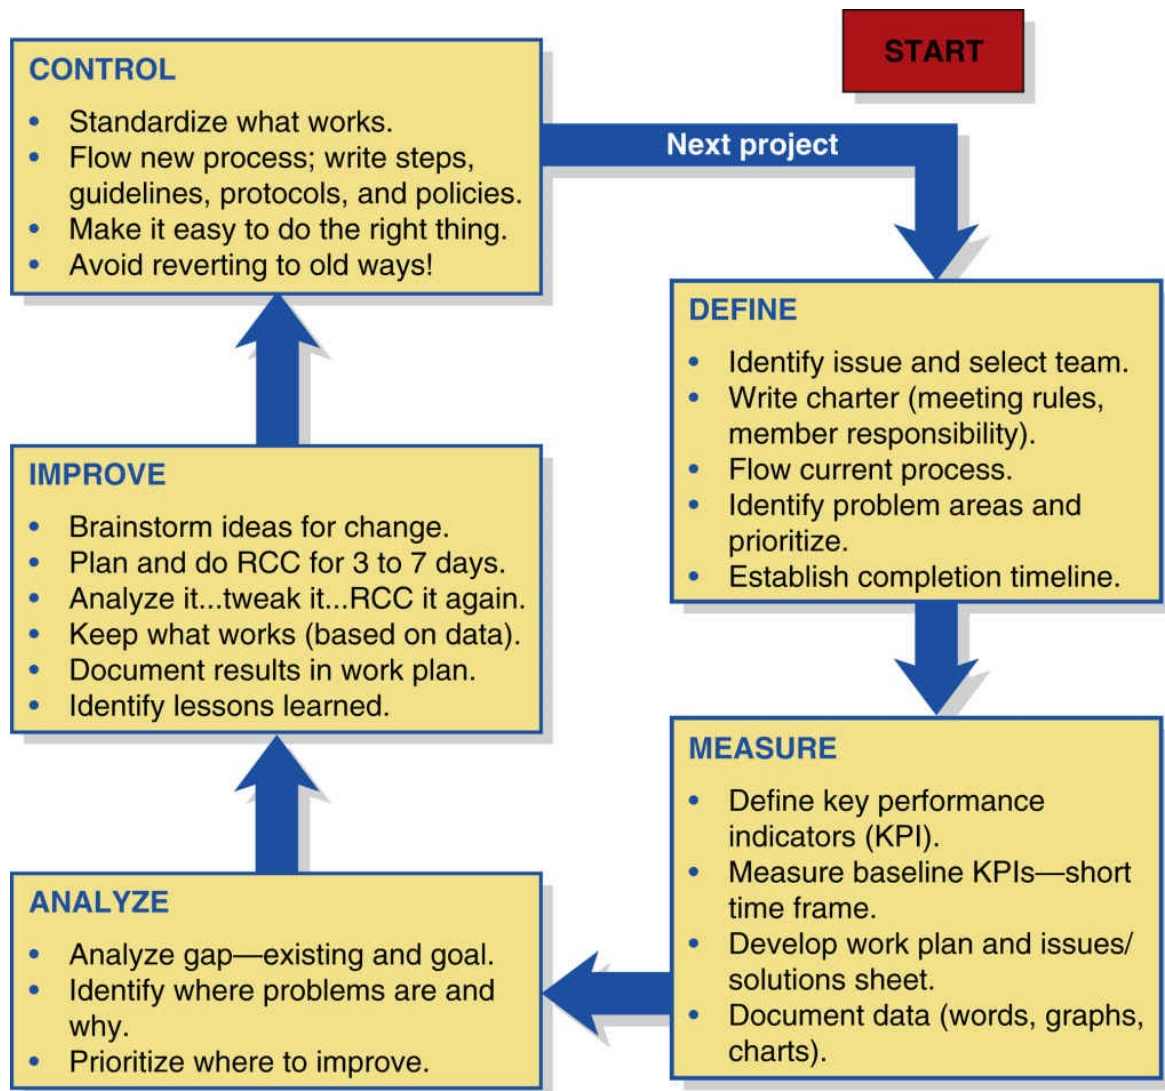 START
CONTROL
• Standardize what works.
• Flow new process; write steps,
guidelines, protocols, and policies.
• Make it easy to do the right thing.
• Avoid reverting to old ways!
Next project
DEFINE
• Identify issue and select team.
• Write charter (meeting rules,
member responsibility).
• Flow current process.
• Identify problem areas and
prioritize.
• Establish completion timeline.
IMPROVE
• Brainstorm ideas for change.
• Plan and do RCC for 3 to 7 days.
• Analyze it...tweak it...RCC it again.
• Keep what works (based on data).
• Document results in work plan.
• Identify lessons learned.
MEASURE
• Define key performance
indicators (KPI).
• Measure baseline KPIs—short
time frame.
• Develop work plan and issues/
solutions sheet.
• Document data (words, graphs,
charts).
ANALYZE
• Analyze gap—existing and goal.
• Identify where problems are and
why.
• Prioritize where to improve.